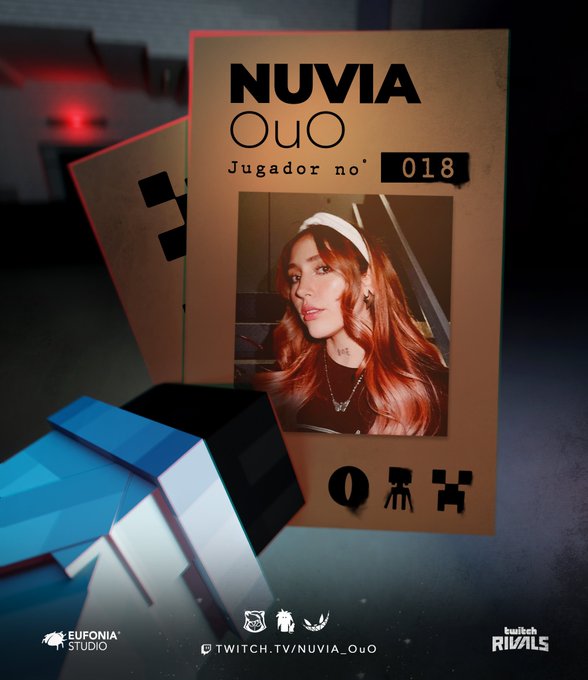 NUVIA
OuO
Jugador no° 018
EUFONIA®
STUDIO
TWITCH.TV/NUVIA_OuO
twitch
RIVALS